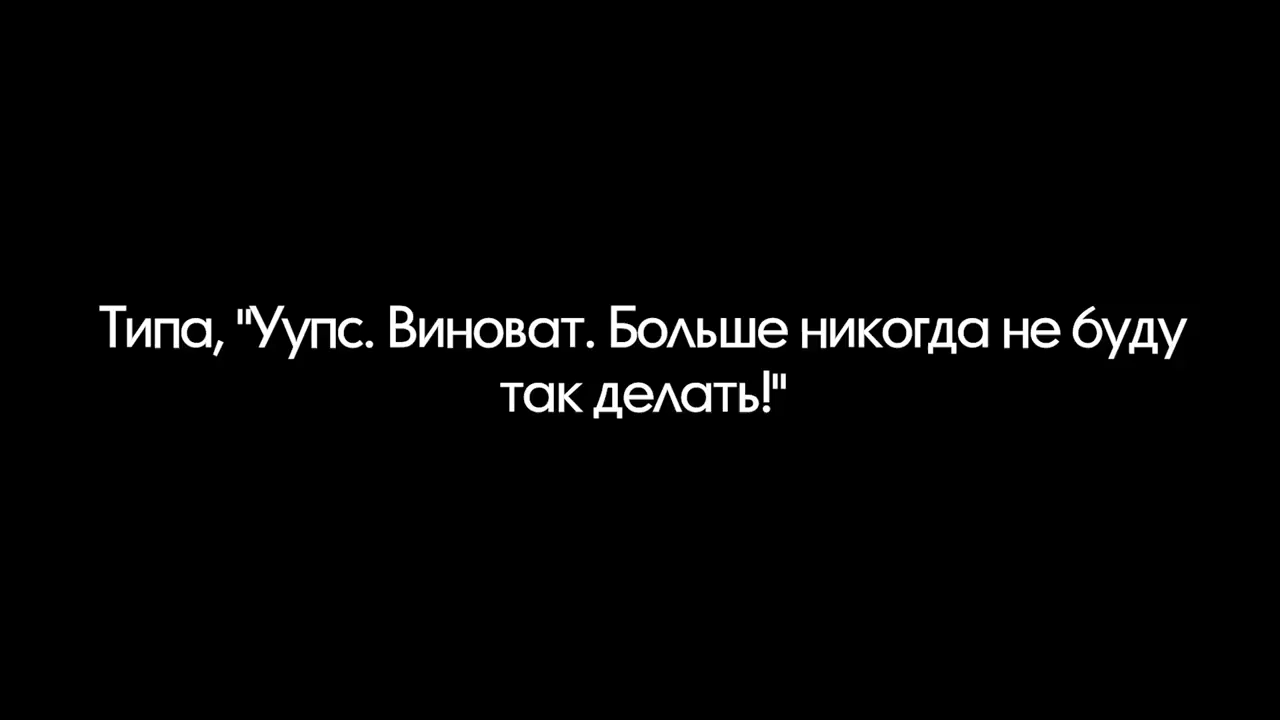 Типа, "Уупс. Виноват. Больше никогда не буду
так делать!"